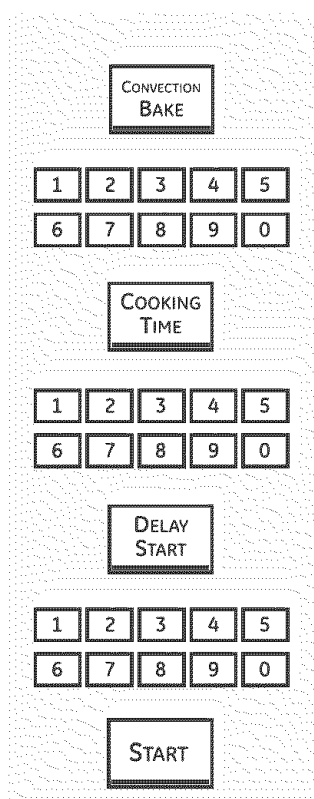 CONVECTION
BAKE
1 2 3 4 5
6 7 8 9 0
COOKING
TIME
1 2 3 4 5
6 7 8 9 0
DELAY
START
1 2 3 4 5
6 7 8 9 0
START